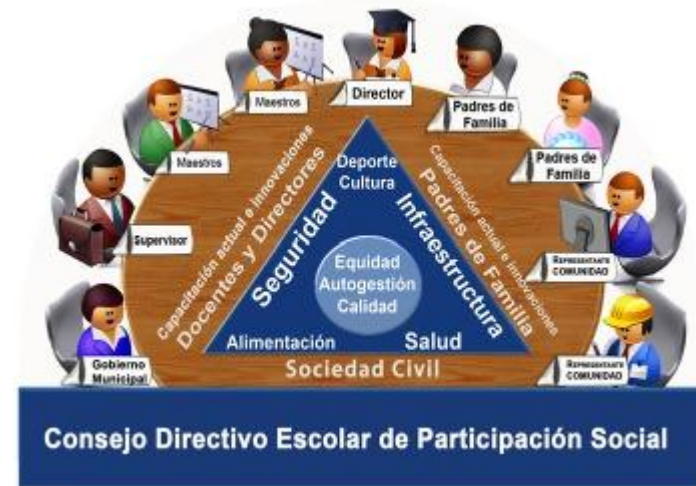 Director
Maestros
Padres de
Familia
Maestros
Padres de
Familia
Supervisor
REPRESENTANTE
COMUNIDAD
Gobierno
Municipal
REPRESENTANTE
COMUNIDAD
Capacitación actual e innovaciones
Docentes y Directores
Capacitación actual e innovaciones
Padres de Familia
Deporte
Cultura
Seguridad
Infraestructura
Equidad
Autogestión
Calidad
Alimentación
Salud
Sociedad Civil
Consejo Directivo Escolar de Participación Social